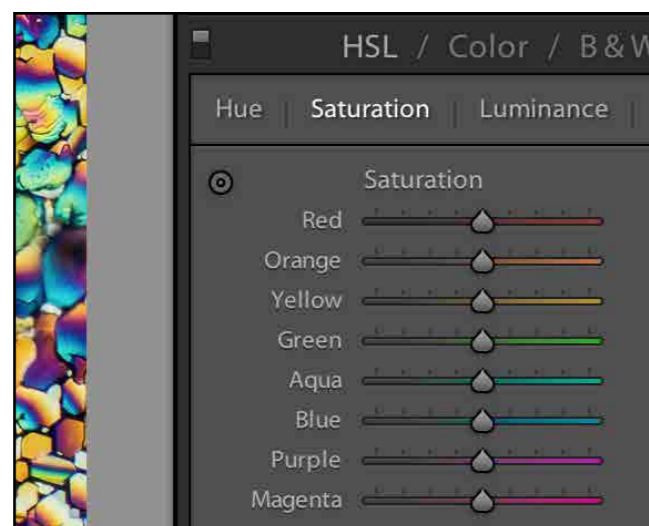 HSL / Color / B & W
Hue | Saturation | Luminance |
Saturation
Red
Orange
Yellow
Green
Aqua
Blue
Purple
Magenta